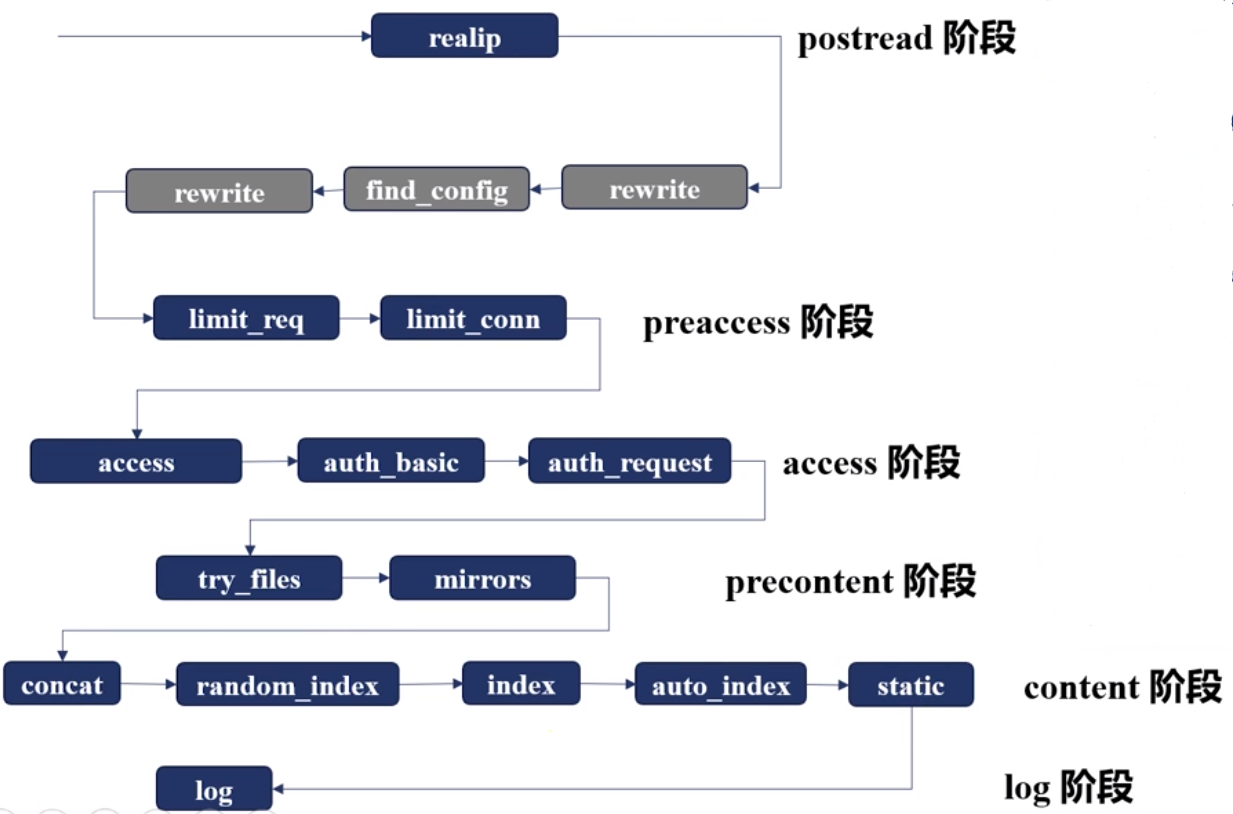 realip
postread 阶段
rewrite find_config rewrite
limit_req limit_conn
preaccess 阶段
access auth_basic auth_request
access 阶段
try_files mirrors
precontent 阶段
concat random_index index auto_index static
content 阶段
log
log 阶段